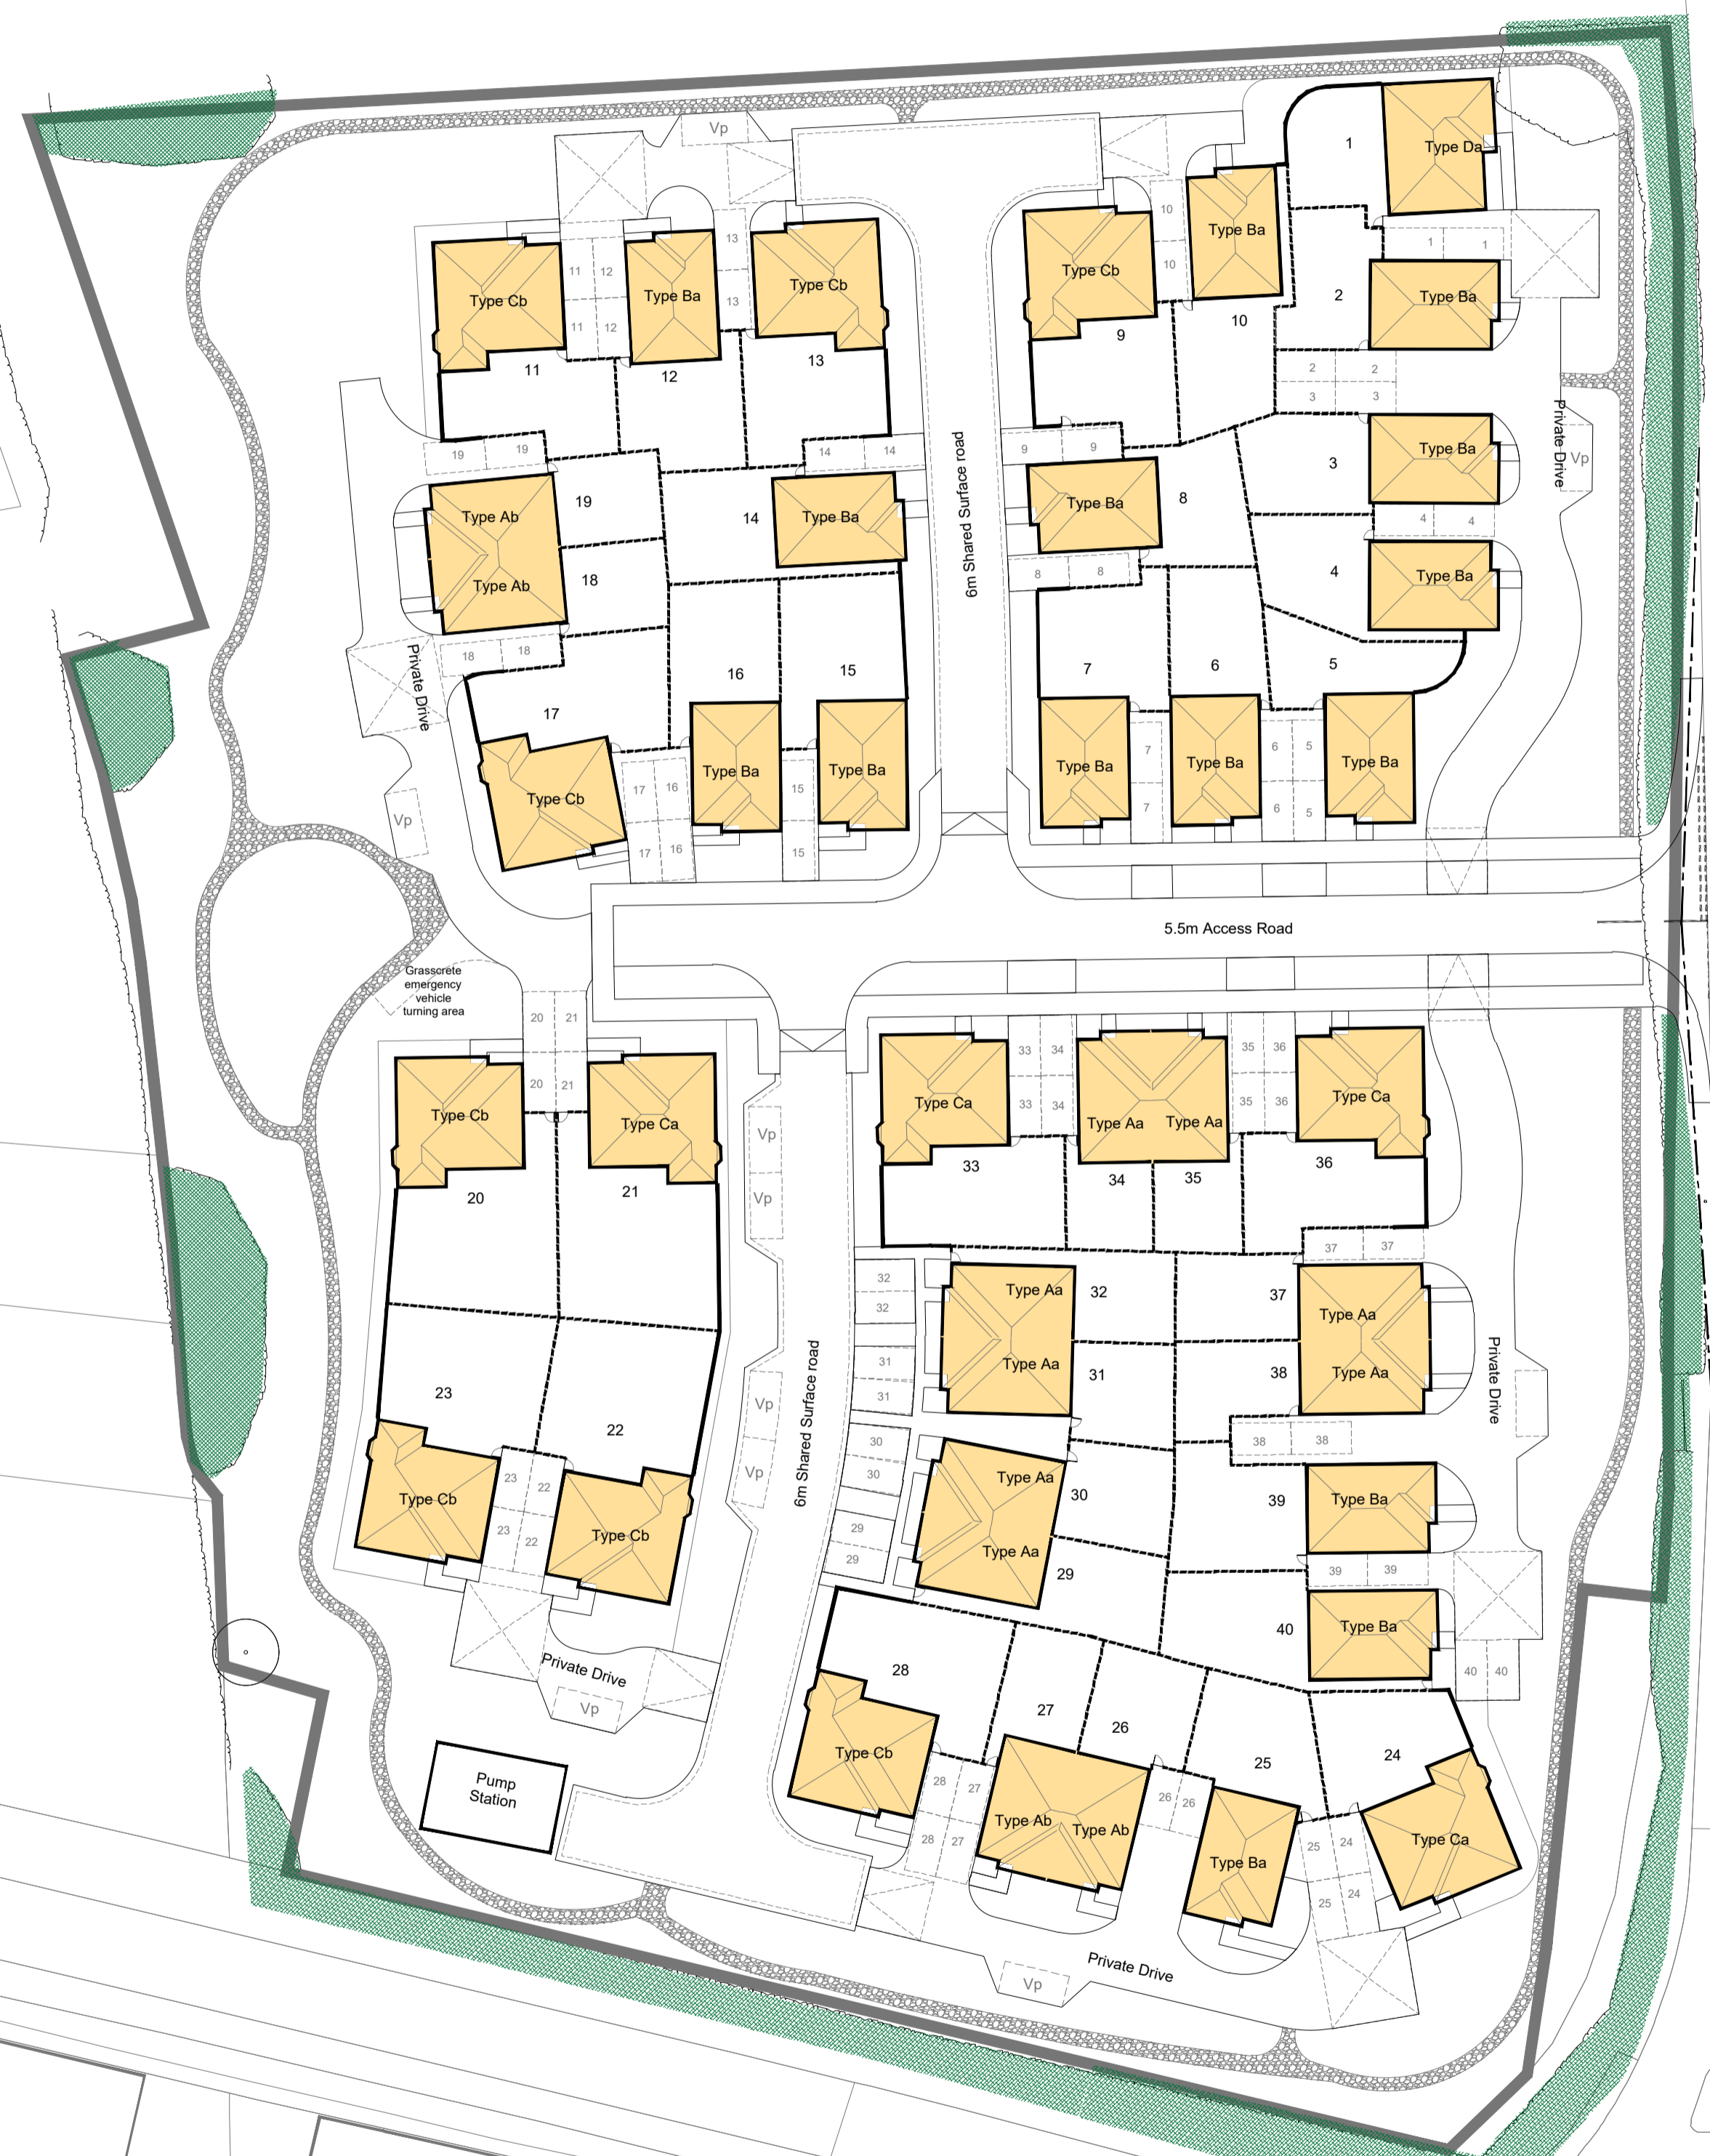 Vp
1
Type Da
10
Type Ba
13
11
12
Type Cb
Type Ba
Type Cb
Type Cb
10
1
1
2
Type Ba
13
11
12
9
10
11
12
13
2
2
3
3
Private Drive
19
19
14
14
6m Shared Surface road
9
9
3
Type Ba
Vp
19
Type Ab
14
Type Ba
Type Ba
8
4
4
Type Ab
18
8
8
4
Type Ba
18
18
Private Drive
17
16
15
7
6
5
Type Cb
17
16
Type Ba
15
Type Ba
Type Ba
7
Type Ba
6
5
Type Ba
Vp
7
6
5
17
16
15
5.5m Access Road
Grasscrete
emergency
vehicle
turning area
20
21
20
21
Type Cb
Type Ca
Vp
Vp
20
21
33
34
35
36
Type Ca
33
34
Type Aa
Type Aa
35
36
Type Ca
33
34
35
36
37
37
32
32
Type Aa
32
37
Type Aa
31
31
Type Aa
31
38
Type Aa
6m Shared Surface road
Private Drive
23
22
Vp
Vp
30
30
38
38
Type Cb
23
22
23
22
Type Cb
Type Aa
30
39
Type Ba
29
29
Type Aa
29
39
39
40
Type Ba
40
40
Private Drive
Vp
28
27
26
25
24
Type Cb
Pump
Station
28
27
26
26
28
27
Type Ab
Type Ab
Type Ba
25
24
25
24
Type Ca
Private Drive
Vp